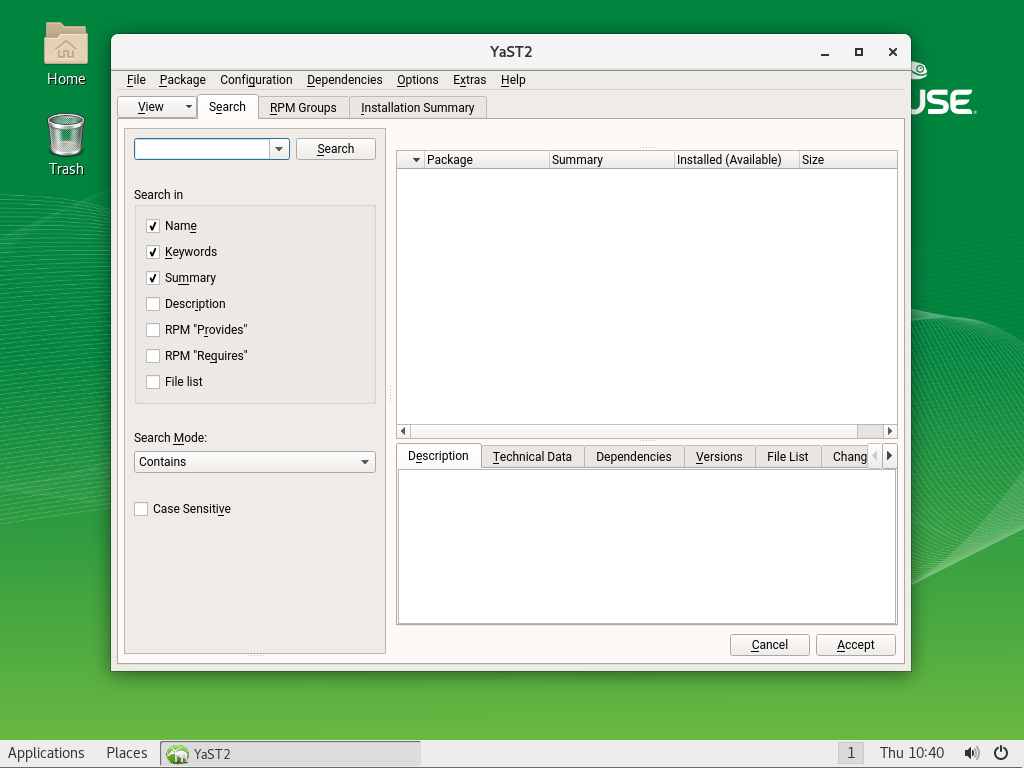 Home
Trash
USE
YaST2
File Package Configuration Dependencies Options Extras Help
View Search RPM Groups Installation Summary
Search
Search in
Name
Keywords
Summary
Description
RPM "Provides"
RPM "Requires"
File list
Search Mode:
Contains
Case Sensitive
Package Summary Installed (Available) Size
Description Technical Data Dependencies Versions File List Chang
Cancel Accept
Applications Places YaST2 1 Thu 10:40